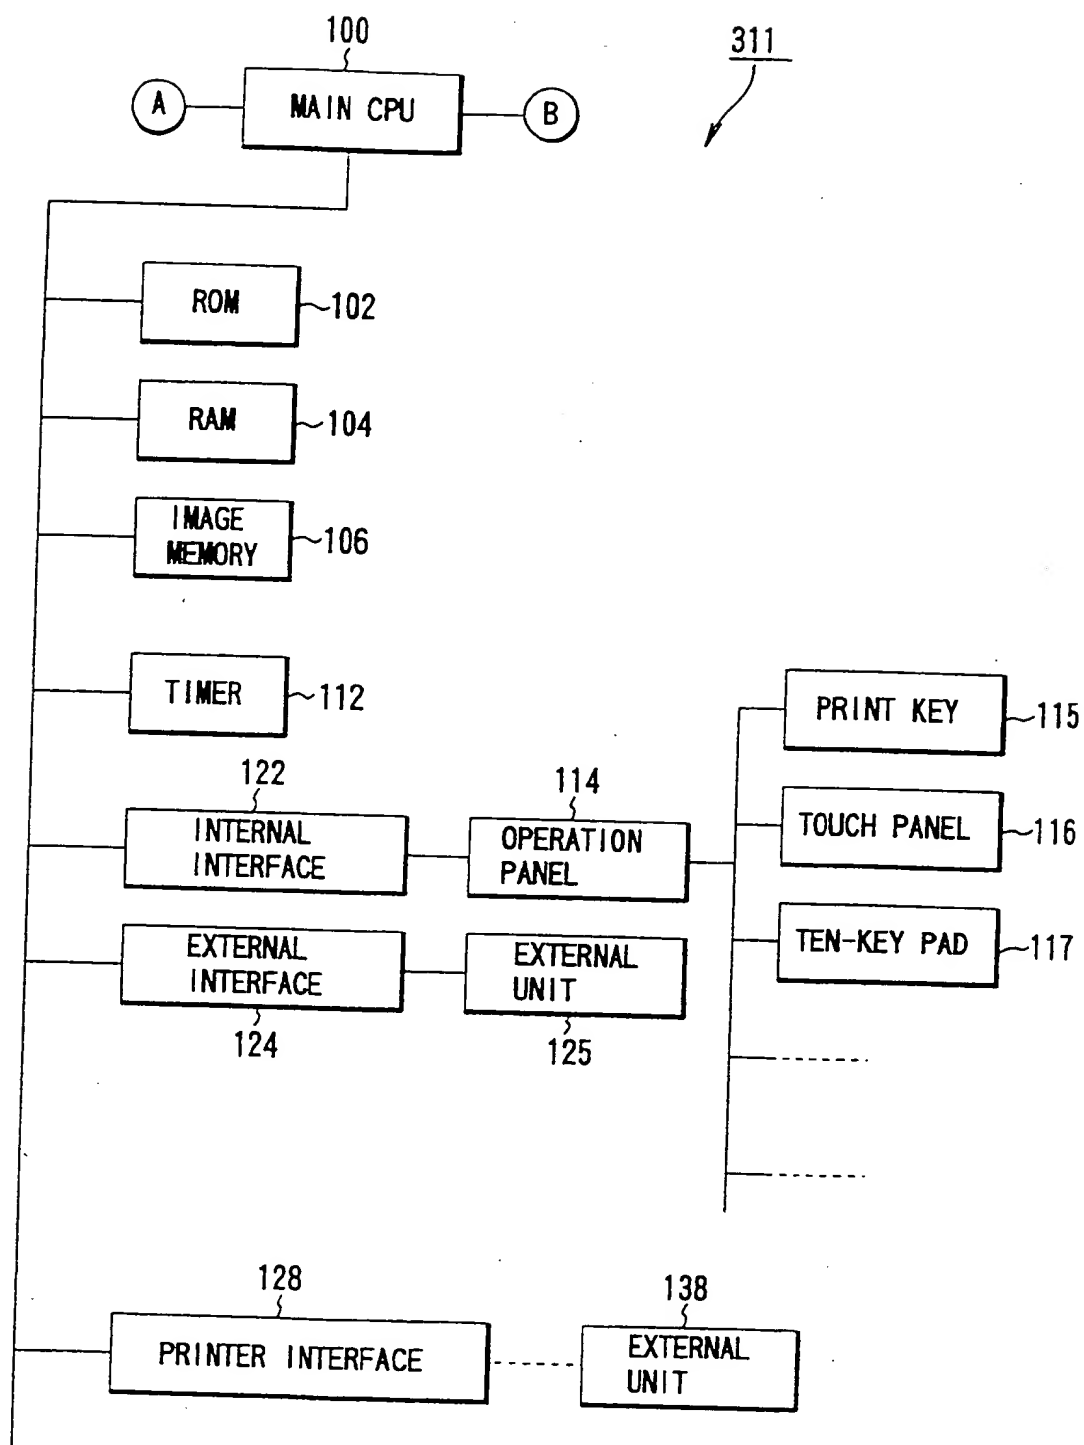 100
311
A
MAIN CPU
B
ROM
102
RAM
104
IMAGE
MEMORY
106
TIMER
112
PRINT KEY
115
122
114
INTERNAL
INTERFACE
OPERATION
PANEL
TOUCH PANEL
116
EXTERNAL
INTERFACE
124
EXTERNAL
UNIT
125
TEN-KEY PAD
117
128
138
PRINTER INTERFACE
EXTERNAL
UNIT